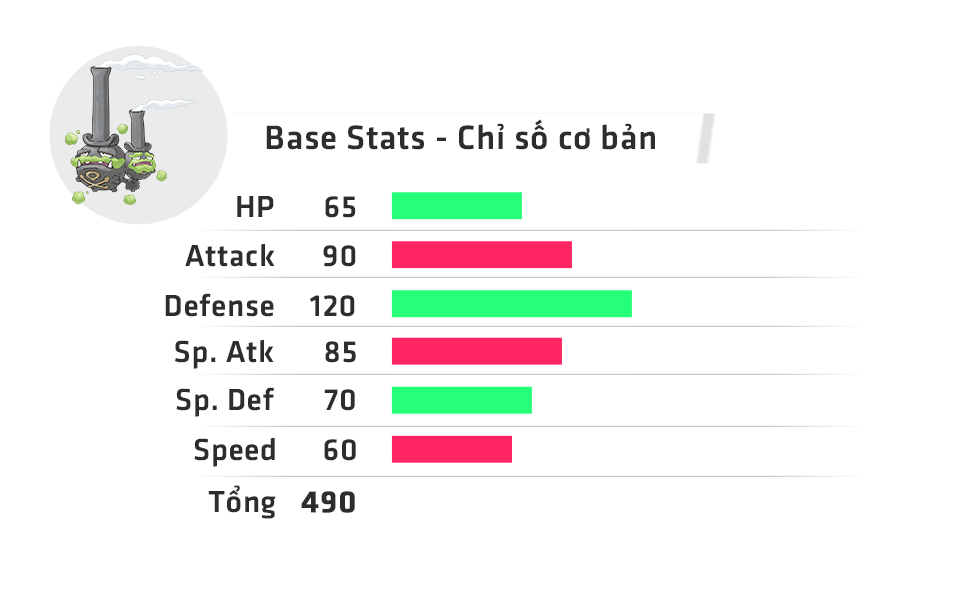 Base Stats - Chỉ số cơ bản
HP 65
Attack 90
Defense 120
Sp. Atk 85
Sp. Def 70
Speed 60
Tổng 490